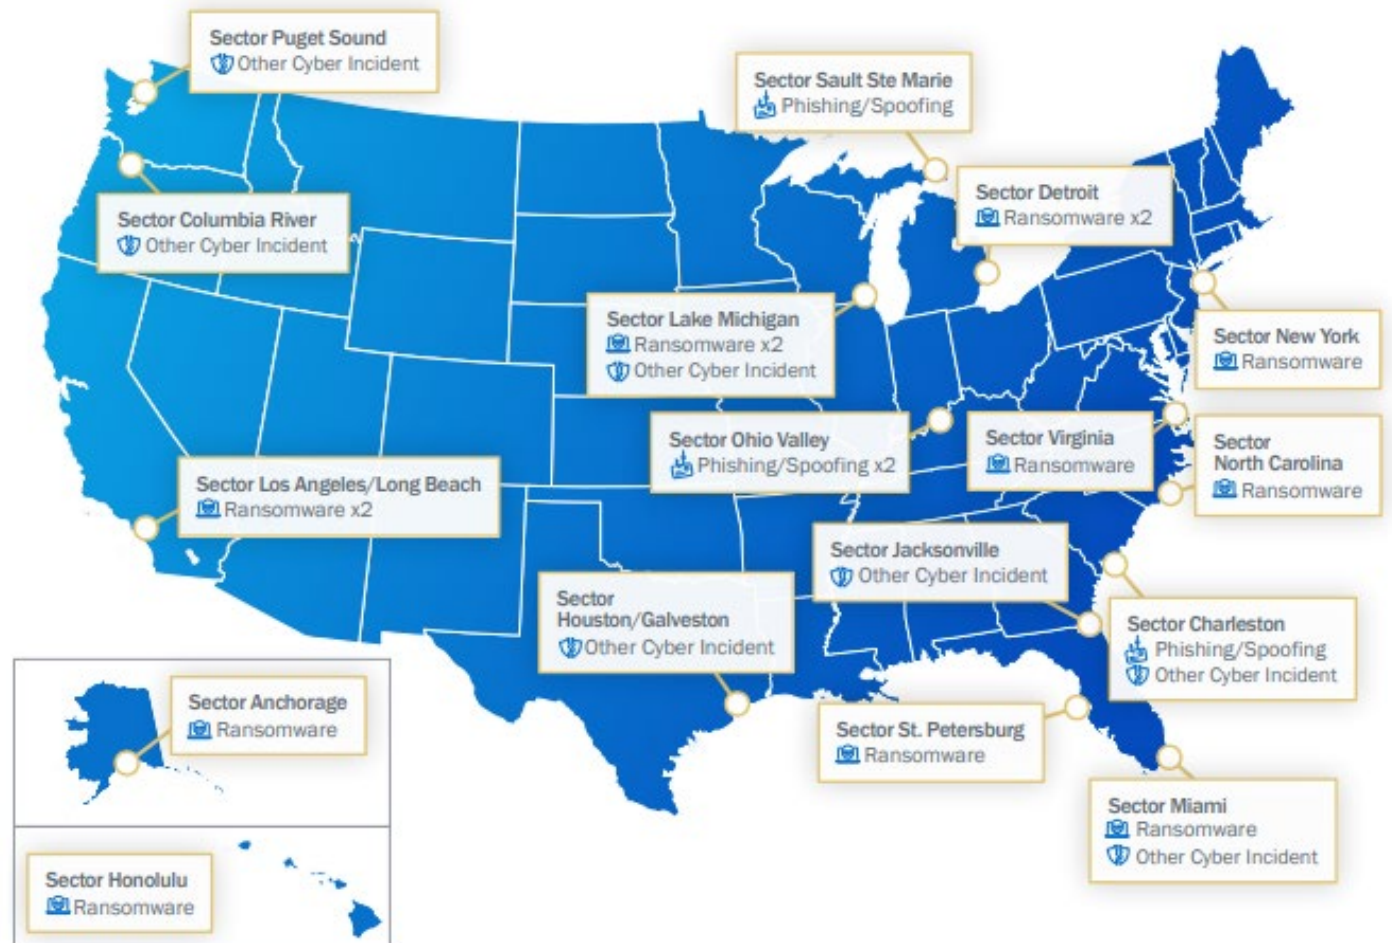 Sector Puget Sound
Other Cyber Incident
Sector Sault Ste Marie
Phishing/Spoofing
Sector Detroit
Ransomware x2
Sector Columbia River
Other Cyber Incident
Sector Lake Michigan
Ransomware x2
Other Cyber Incident
Sector New York
Ransomware
Sector Ohio Valley
Phishing/Spoofing x2
Sector Virginia
Ransomware
Sector
North Carolina
Ransomware
Sector Los Angeles/Long Beach
Ransomware x2
Sector Jacksonville
Other Cyber Incident
Sector
Houston/Galveston
Other Cyber Incident
Sector Charleston
Phishing/Spoofing
Other Cyber Incident
Sector Anchorage
Ransomware
Sector St. Petersburg
Ransomware
Sector Miami
Ransomware
Other Cyber Incident
Sector Honolulu
Ransomware